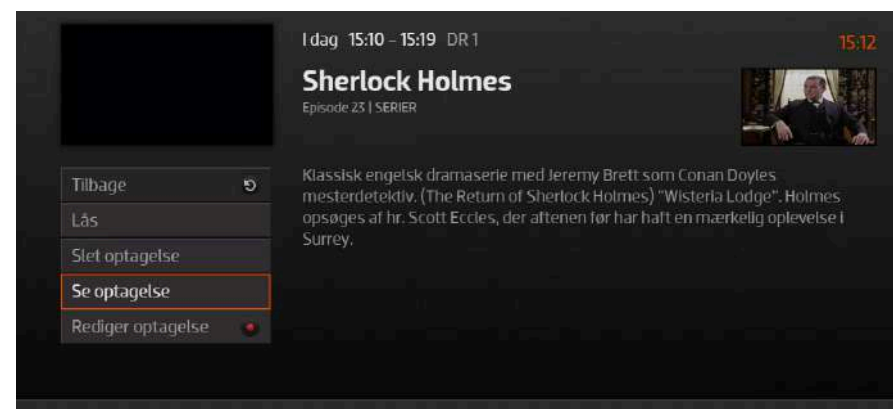 I dag 15:10 - 15:19 DR 1
15:12
Sherlock Holmes
Episode 23 | SERIER
Klassisk engelsk dramaserie med Jeremy Brett som Conan Doyles
mesterdetektiv. (The Return of Sherlock Holmes) "Wisteria Lodge". Holmes
opsøges af hr. Scott Eccles, der aftenen før har haft en mærkelig oplevelse i
Surrey.
Tilbage
Lås
Slet optagelse
Se optagelse
Rediger optagelse